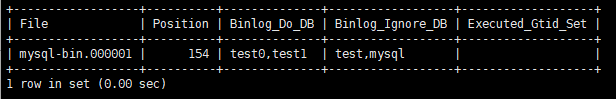 +------------------+----------+--------------+------------------+-------------------+
| File             | Position | Binlog_Do_DB | Binlog_Ignore_DB | Executed_Gtid_Set |
+------------------+----------+--------------+------------------+-------------------+
| mysql-bin.000001 |      154 | test0,test1  | test,mysql       |                   |
+------------------+----------+--------------+------------------+-------------------+
1 row in set (0.00 sec)